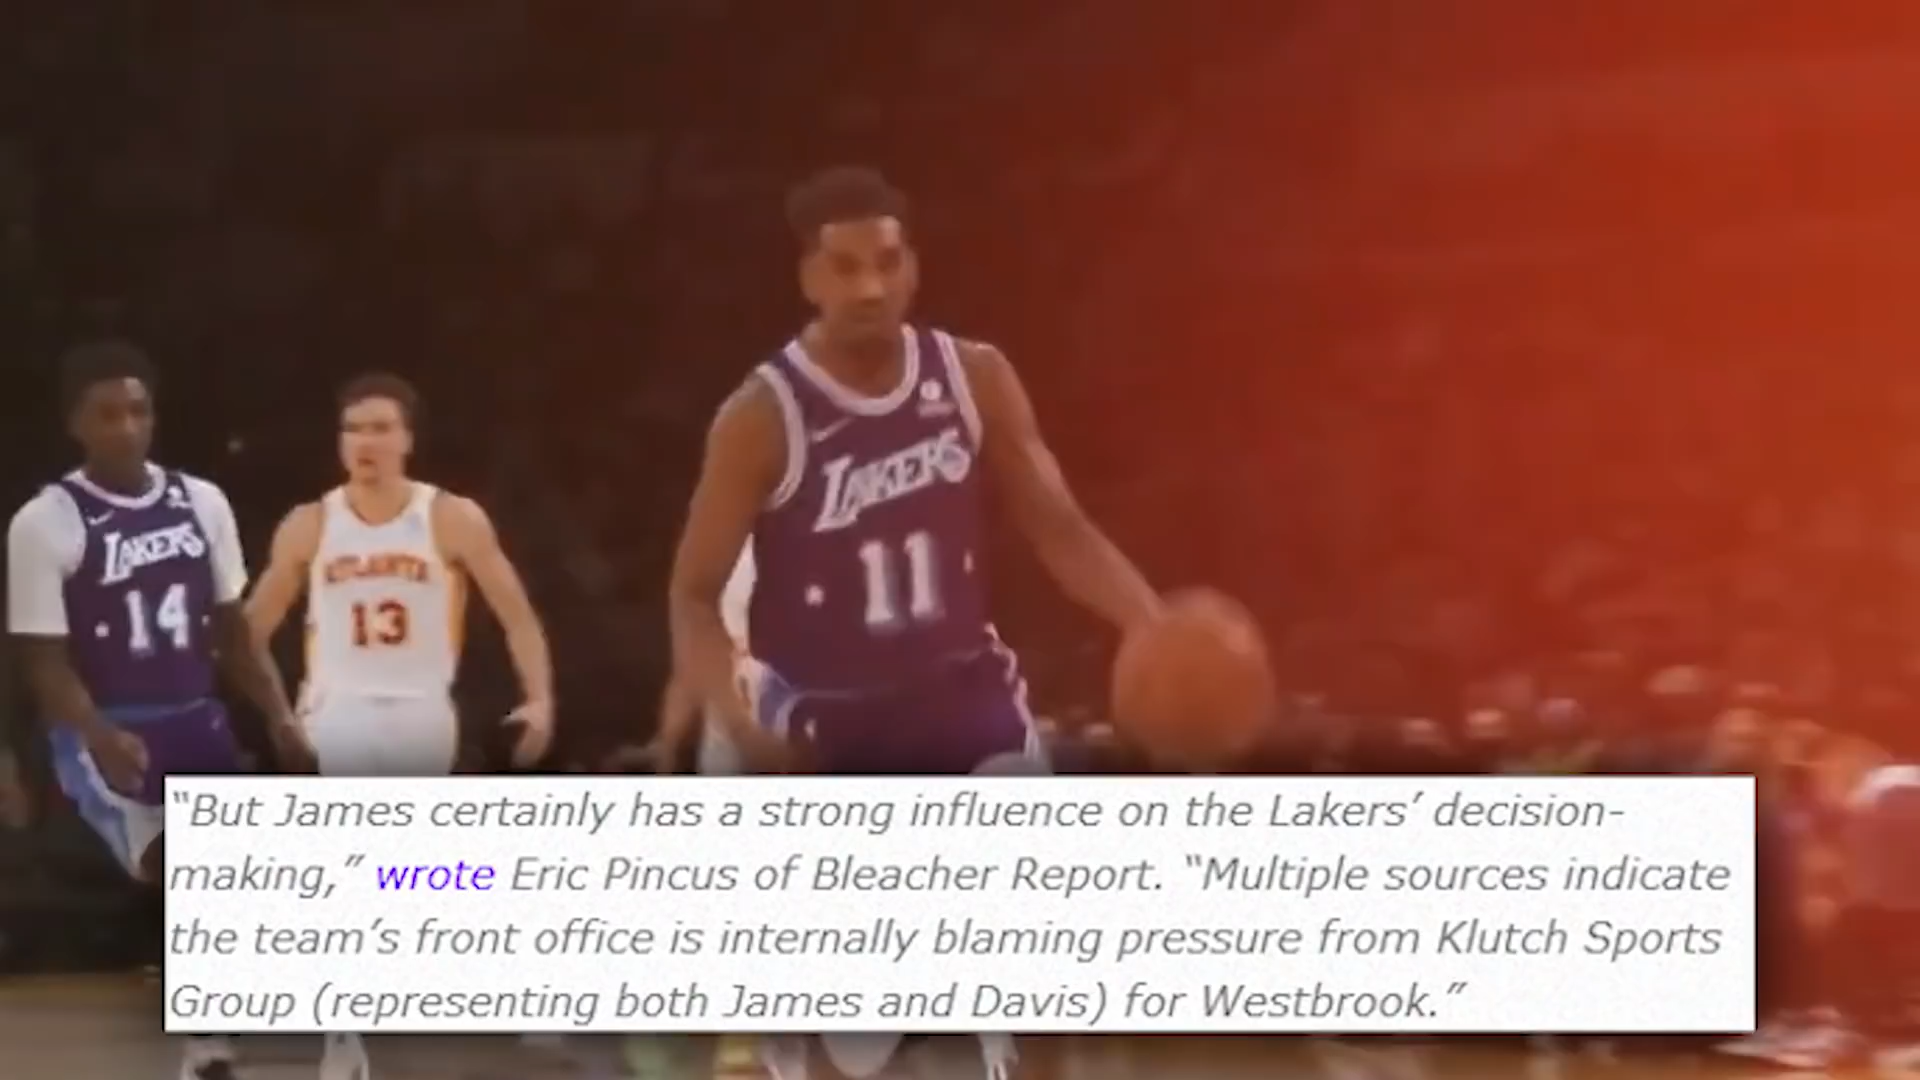 LAKERS
11
LAKERS
14
ATLANTA
13
“But James certainly has a strong influence on the Lakers’ decision-
making,” wrote Eric Pincus of Bleacher Report. “Multiple sources indicate
the team’s front office is internally blaming pressure from Klutch Sports
Group (representing both James and Davis) for Westbrook.”